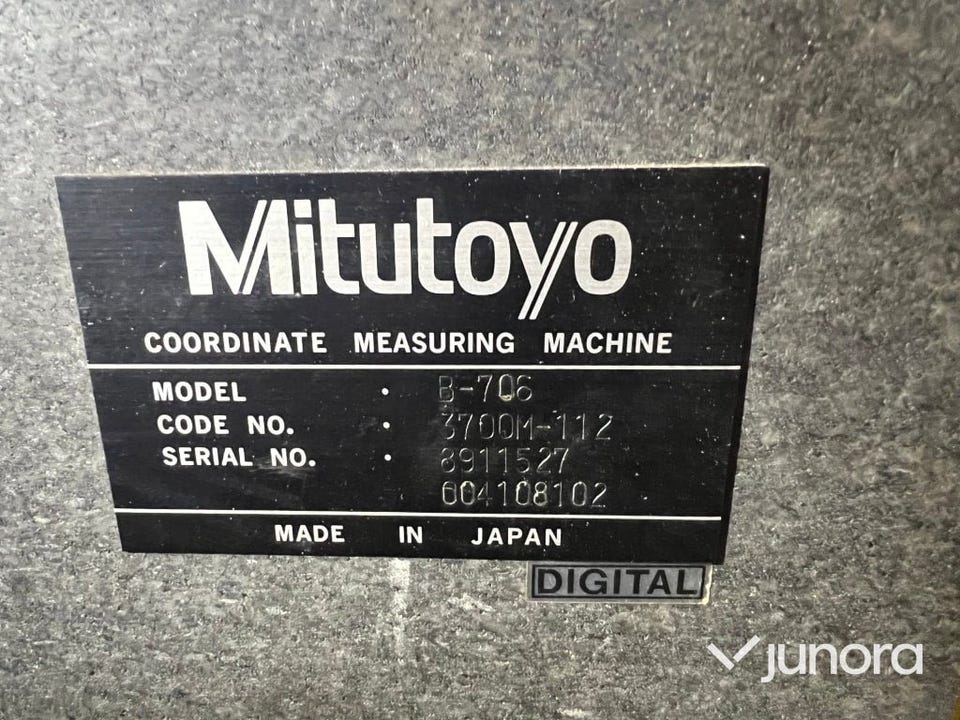 Mitutoyo
COORDINATE MEASURING MACHINE
MODEL · B-706
CODE NO. · 3700M-112
SERIAL NO. · 8911527
004108102
MADE IN JAPAN
DIGITAL
junora